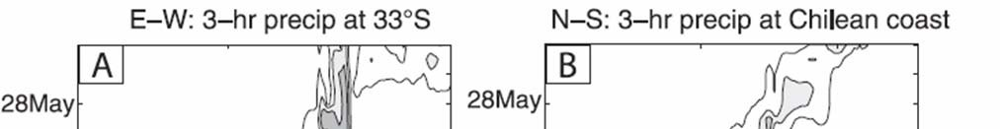 E–W: 3–hr precip at 33°S
N–S: 3–hr precip at Chilean coast
A
B
28May
28May